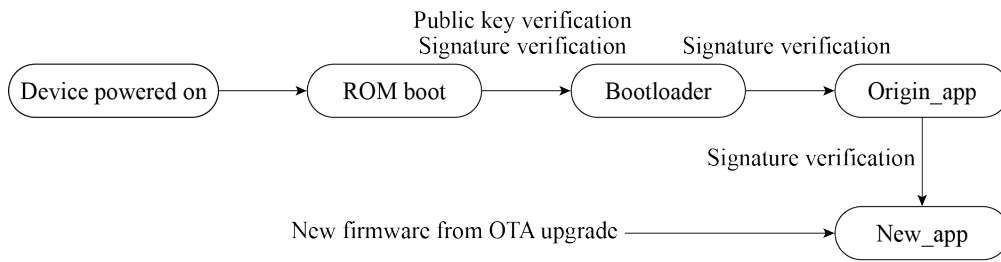 Public key verification
Signature verification
Signature verification
Device powered on
ROM boot
Bootloader
Origin_app
Signature verification
New firmware from OTA upgrade
New_app